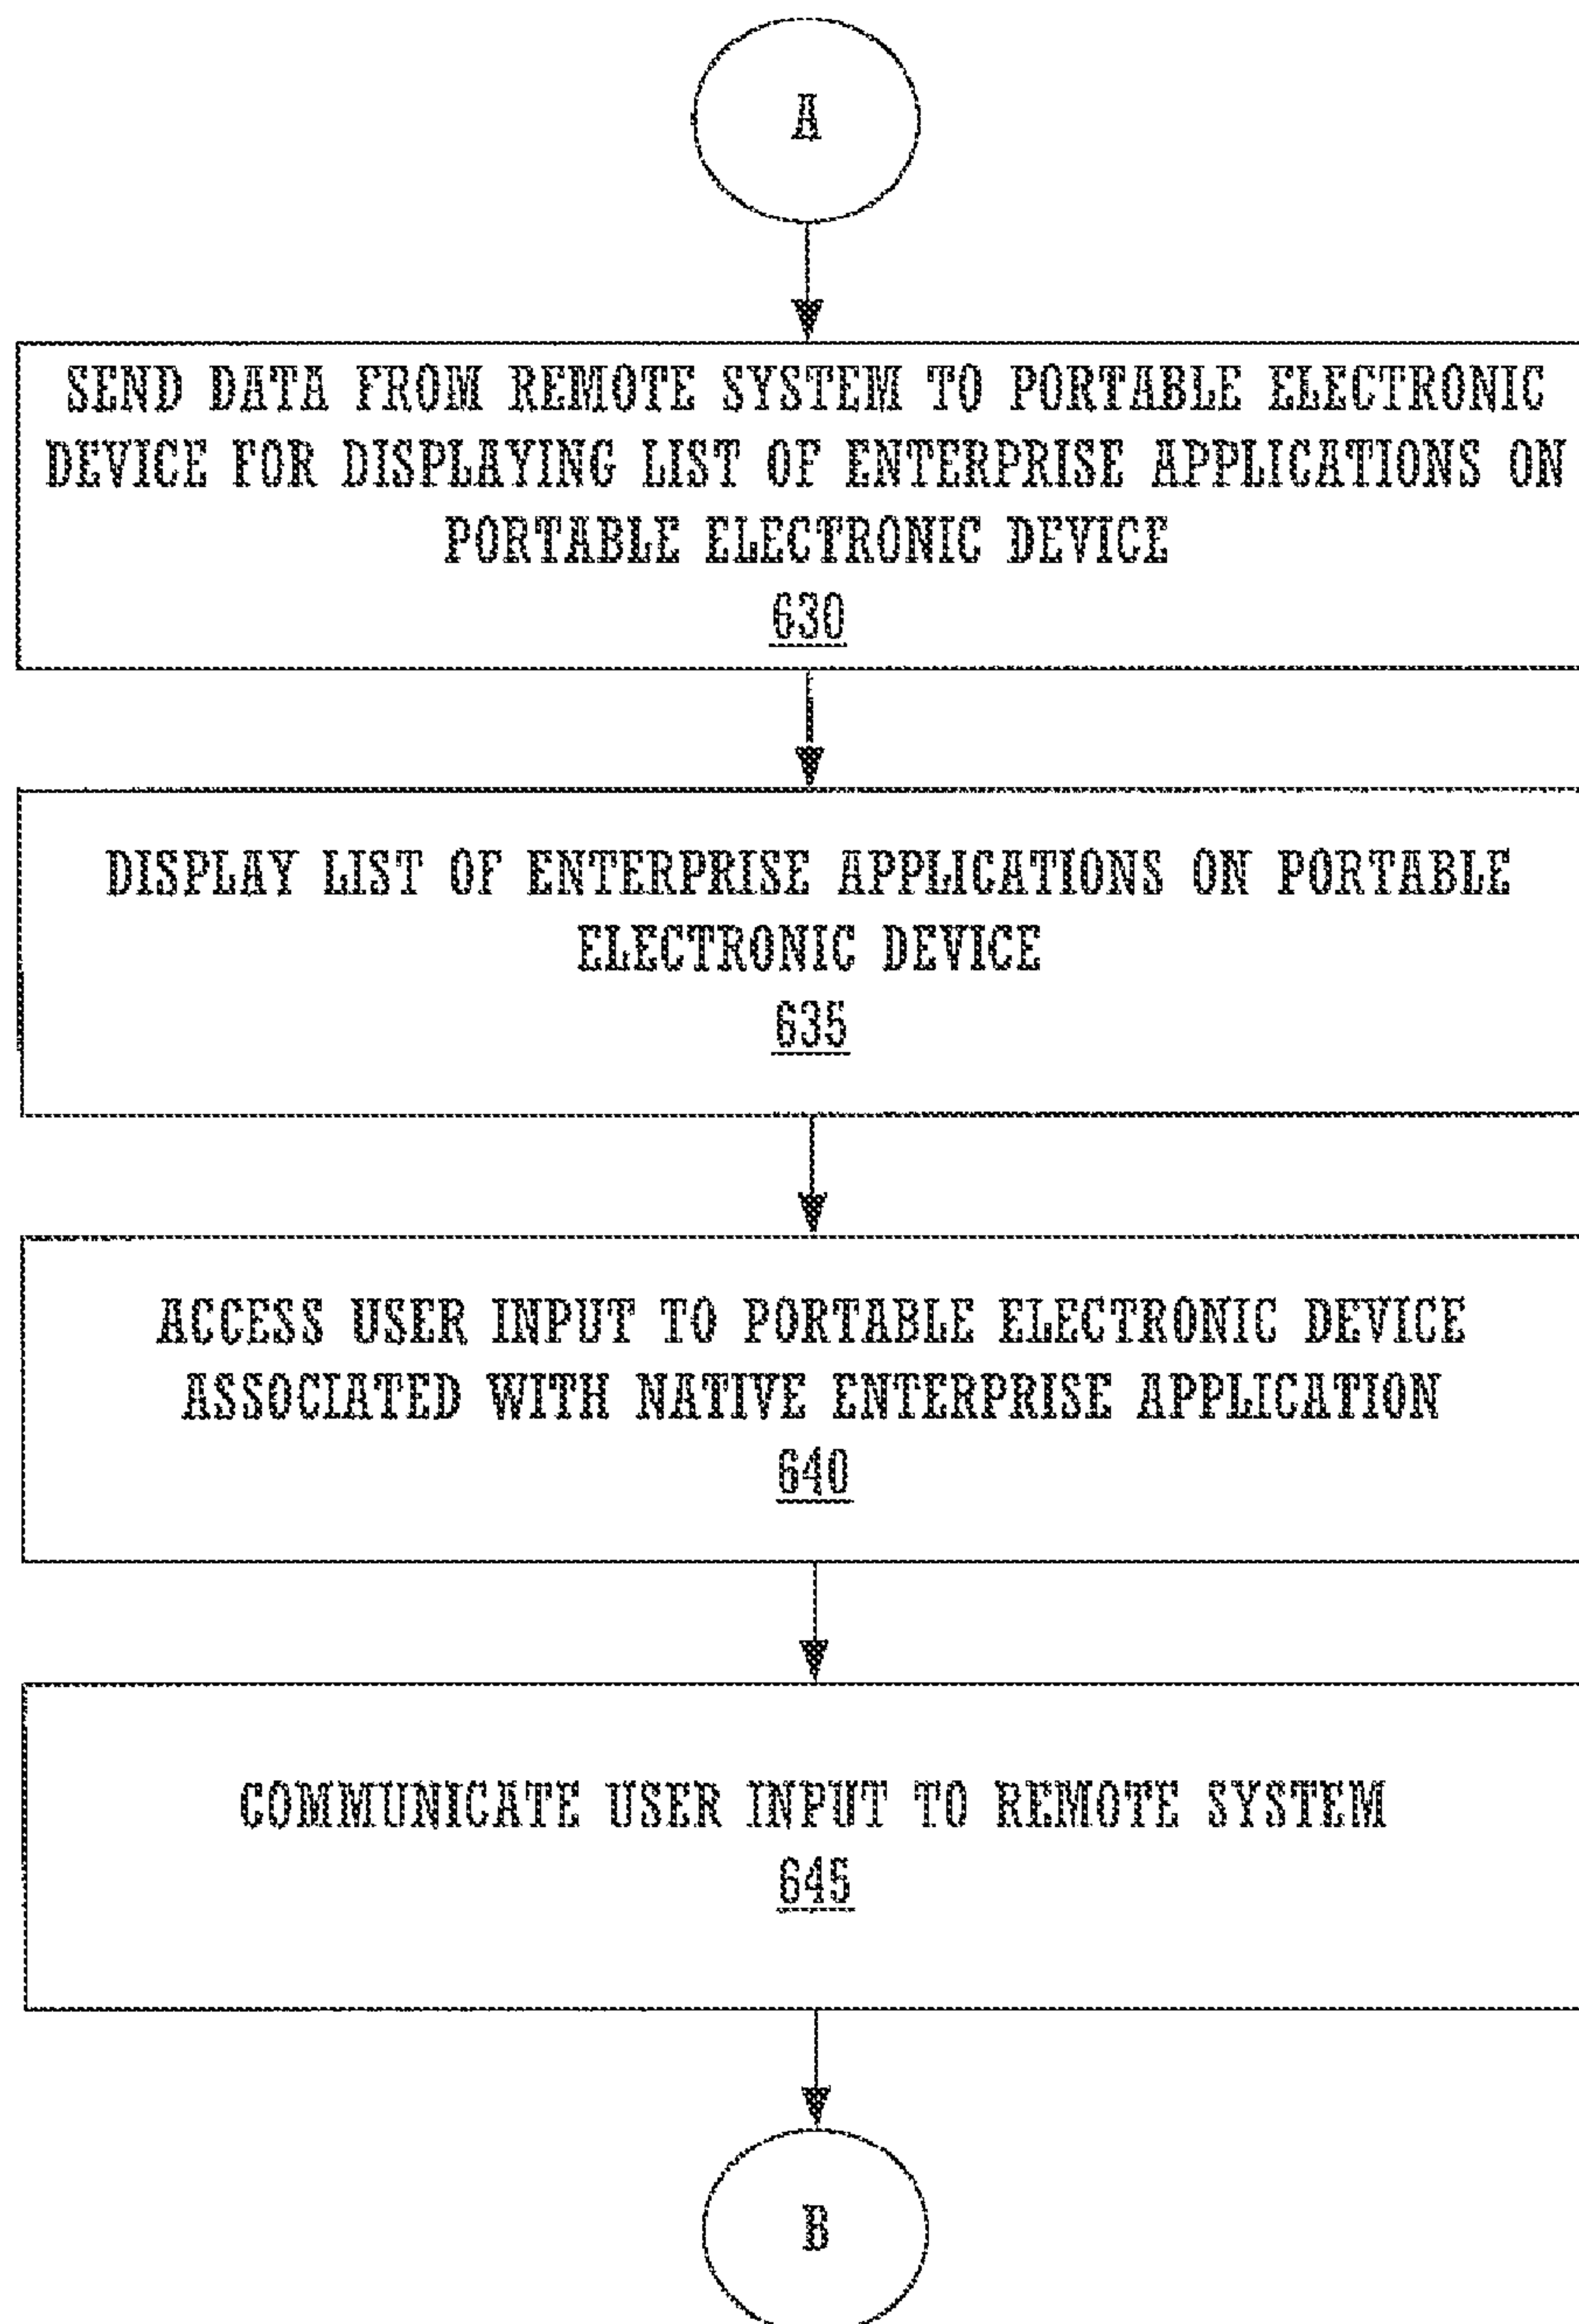 A
SEND DATA FROM REMOTE SYSTEM TO PORTABLE ELECTRONIC
DEVICE FOR DISPLAYING LIST OF ENTERPRISE APPLICATIONS ON
PORTABLE ELECTRONIC DEVICE
630
DISPLAY LIST OF ENTERPRISE APPLICATIONS ON PORTABLE
ELECTRONIC DEVICE
635
ACCESS USER INPUT TO PORTABLE ELECTRONIC DEVICE
ASSOCIATED WITH NATIVE ENTERPRISE APPLICATION
640
COMMUNICATE USER INPUT TO REMOTE SYSTEM
645
B